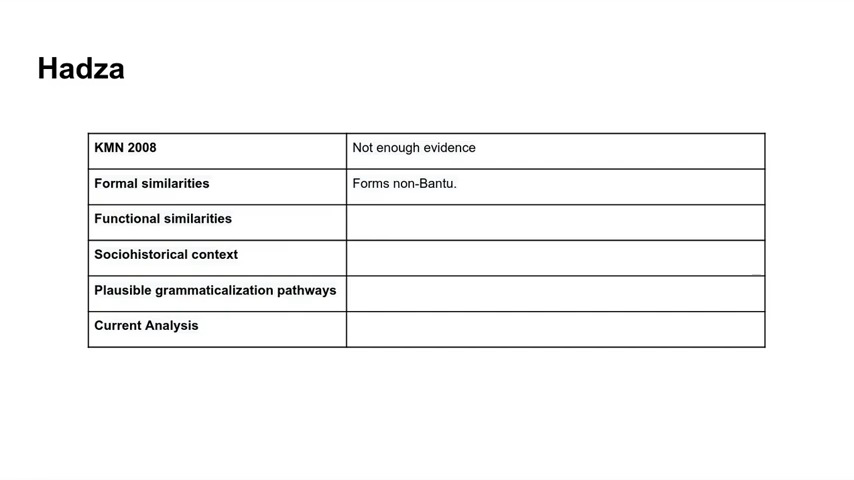 Hadza
KMN 2008 Not enough evidence
Formal similarities Forms non-Bantu.
Functional similarities
Sociohistorical context
Plausible grammaticalization pathways
Current Analysis